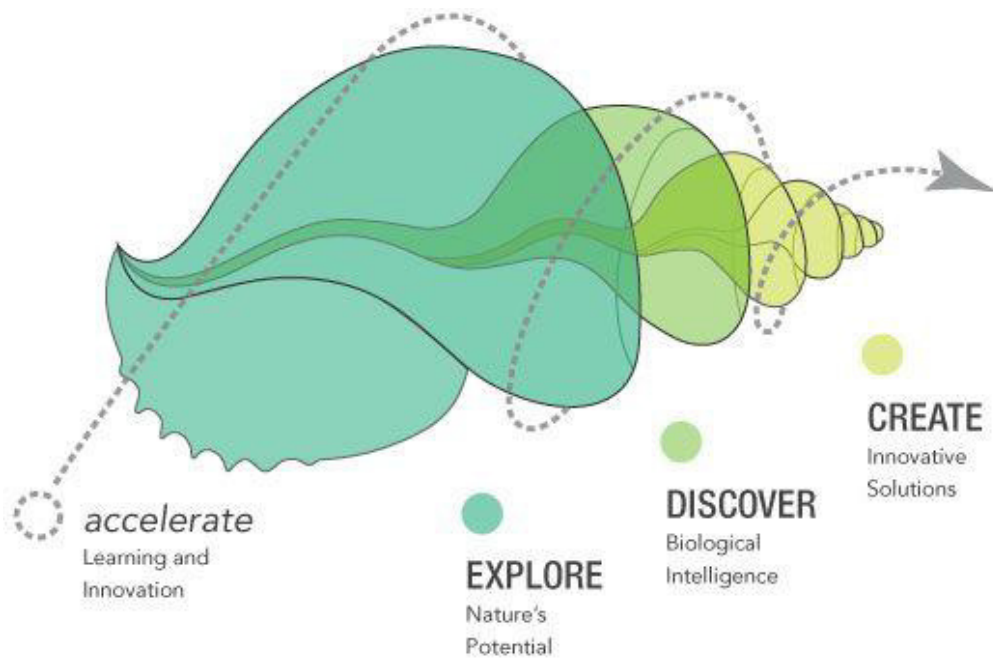 accelerate
Learning and
Innovation
EXPLORE
Nature's
Potential
DISCOVER
Biological
Intelligence
CREATE
Innovative
Solutions